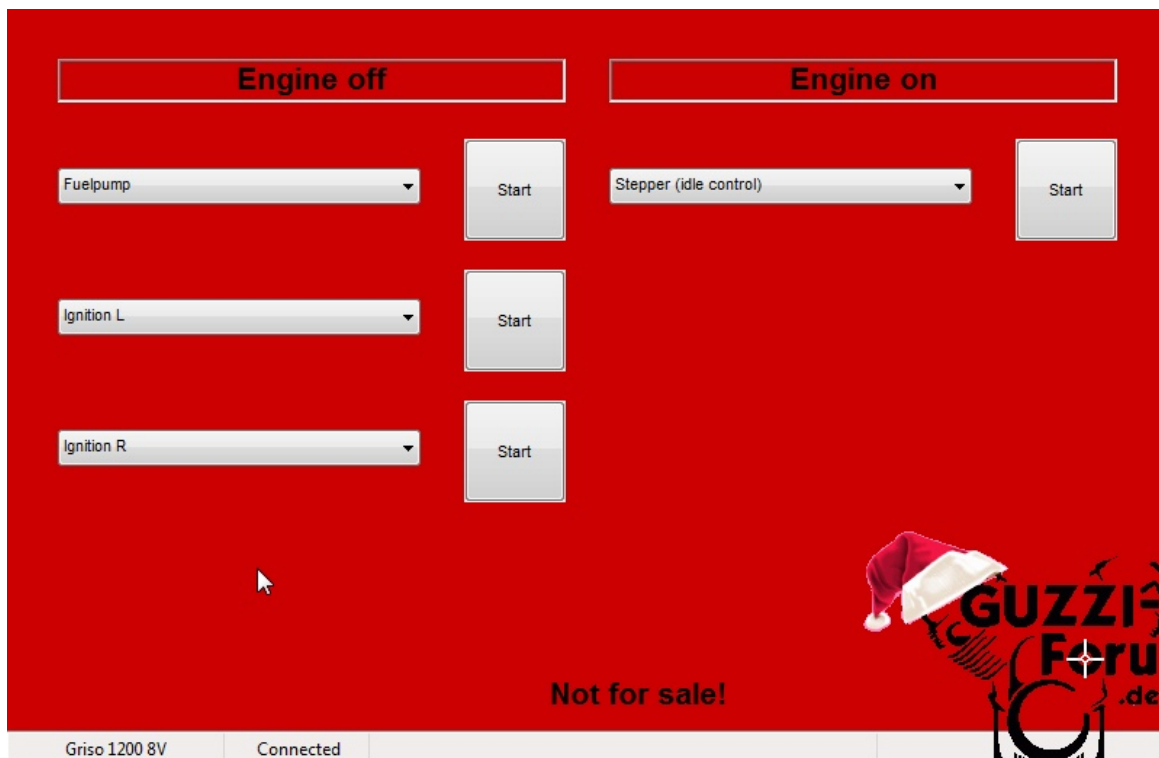 Engine off
Engine on
Fuelpump
Start
Stepper (idle control)
Start
Ignition L
Start
Ignition R
Start
GUZZI
Foru
.de
Not for sale!
Griso 1200 8V
Connected